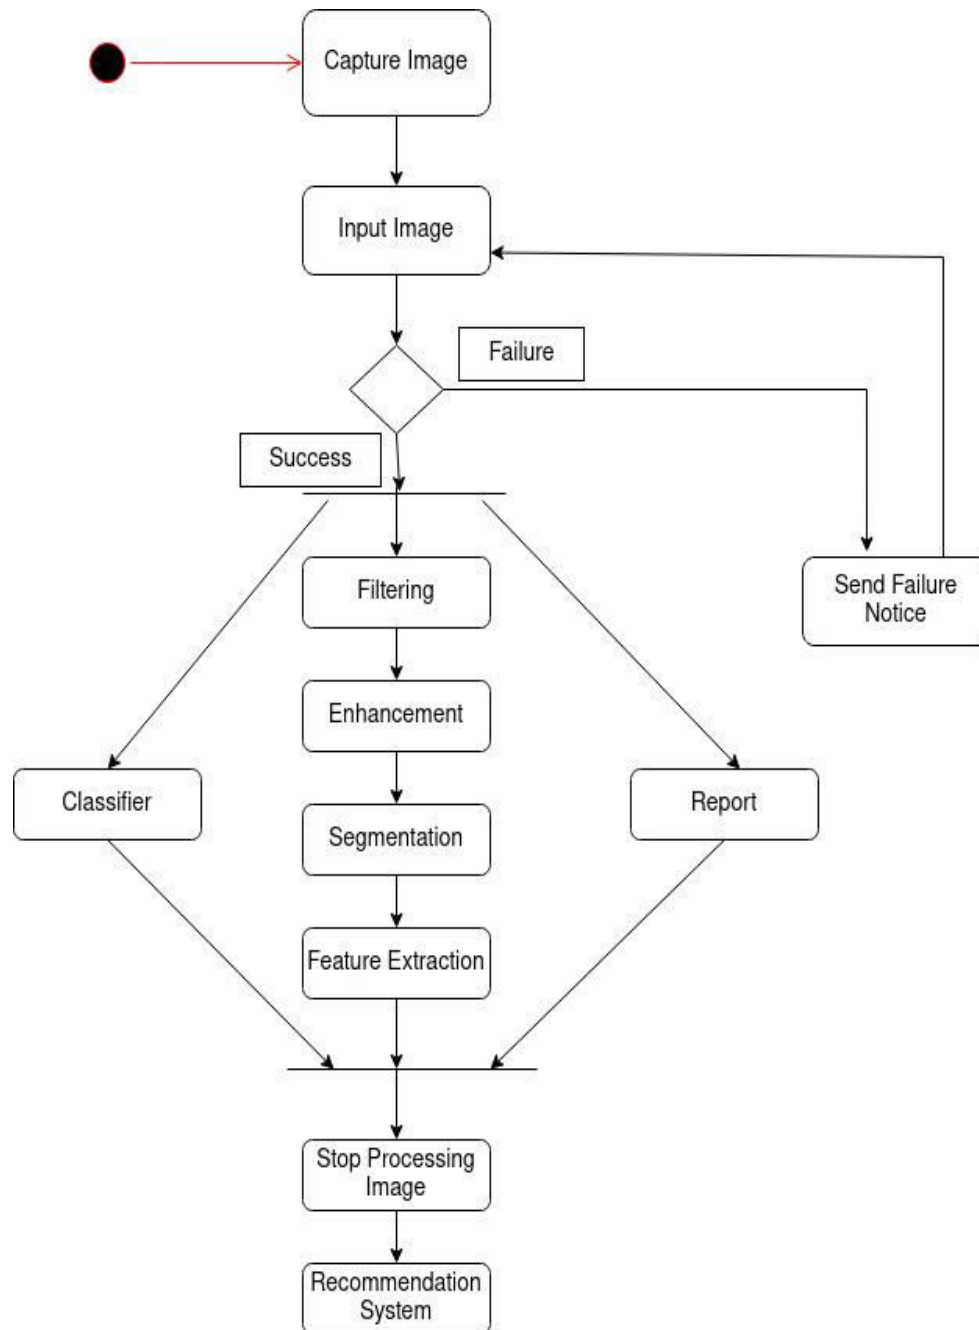 Capture Image
Input Image
Failure
Success
Filtering
Send Failure
Notice
Enhancement
Classifier
Report
Segmentation
Feature Extraction
Stop Processing
Image
Recommendation
System